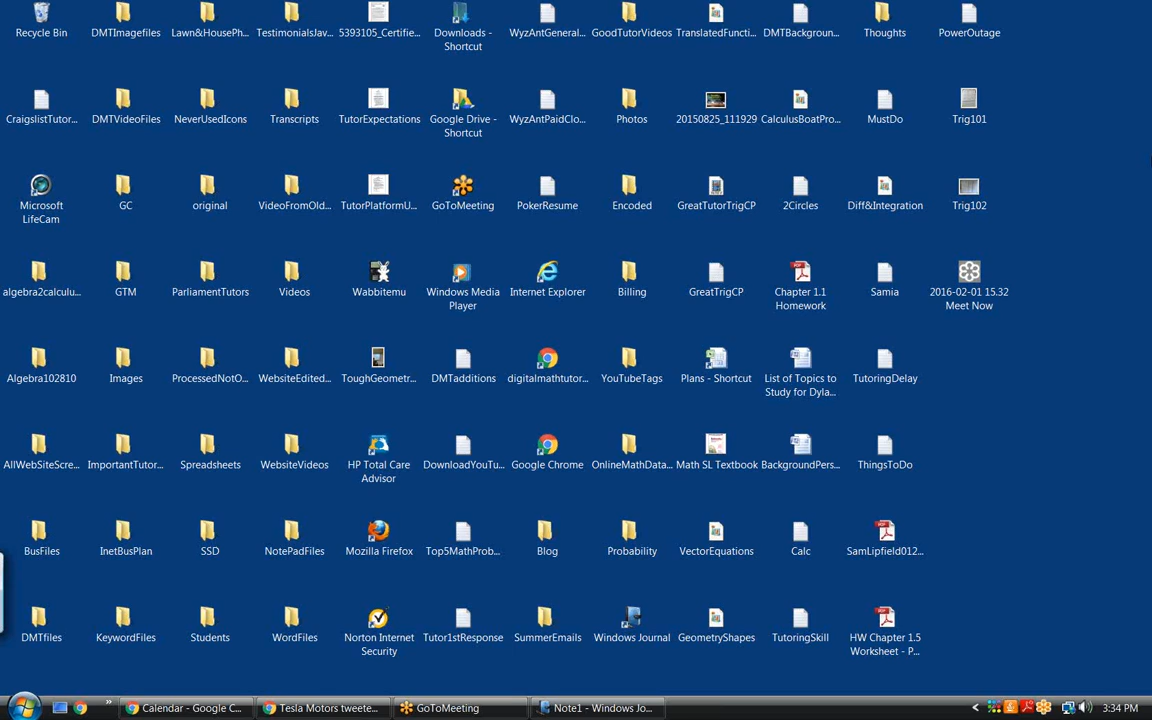 Recycle Bin
DMTImagefiles
Lawn&HousePh...
TestimonialsJav...
5393105_Certifie...
Downloads -
Shortcut
WyzAntGeneral...
GoodTutorVideos
TranslatedFuncti...
DMTBackgroun...
Thoughts
PowerOutage
CraigslistTutor...
DMTVideoFiles
NeverUsedIcons
Transcripts
TutorExpectations
Google Drive -
Shortcut
WyzAntPaidClo...
Photos
20150825_111929
CalculusBoatPro...
MustDo
Trig101
Microsoft
LifeCam
GC
original
VideoFromOld...
TutorPlatformU...
GoToMeeting
PokerResume
Encoded
GreatTutorTrigCP
2Circles
Diff&Integration
Trig102
algebra2calculu...
GTM
ParliamentTutors
Videos
Wabbitemu
Windows Media
Player
Internet Explorer
Billing
GreatTrigCP
Chapter 1.1
Homework
Samia
2016-02-01 15.32
Meet Now
Algebra102810
Images
ProcessedNotO...
WebsiteEdited...
ToughGeometr...
DMTadditions
digitalmathtutor...
YouTubeTags
Plans - Shortcut
List of Topics to
Study for Dyla...
TutoringDelay
AllWebSiteScre...
ImportantTutor...
Spreadsheets
WebsiteVideos
HP Total Care
Advisor
DownloadYouTu...
Google Chrome
OnlineMathData...
Math SL Textbook
BackgroundPers...
ThingsToDo
BusFiles
InetBusPlan
SSD
NotePadFiles
Mozilla Firefox
Top5MathProb...
Blog
Probability
VectorEquations
Calc
SamLipfield012...
DMTfiles
KeywordFiles
Students
WordFiles
Norton Internet
Security
Tutor1stResponse
SummerEmails
Windows Journal
GeometryShapes
TutoringSkill
HW Chapter 1.5
Worksheet - P...
Calendar - Google C...
Tesla Motors tweete...
GoToMeeting
Note1 - Windows Jo...
3:34 PM